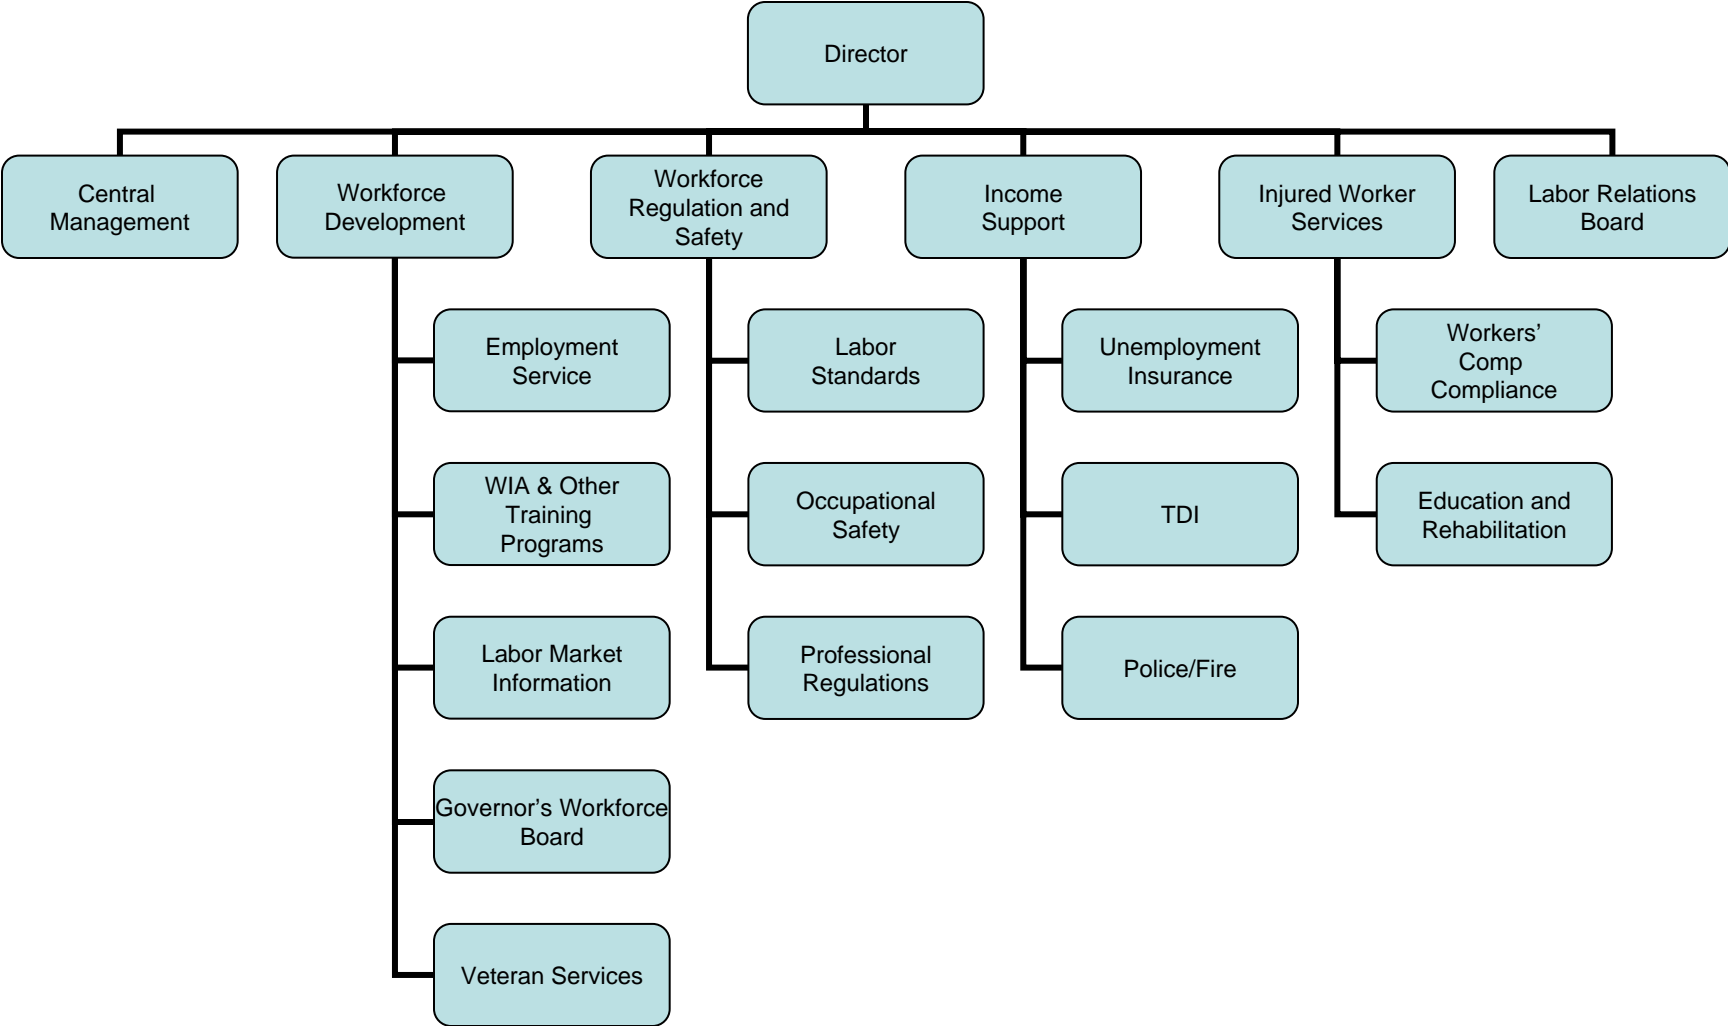 Director
Central
Management
Workforce
Development
Workforce
Regulation and
Safety
Income
Support
Injured Worker
Services
Labor Relations
Board
Employment
Service
WIA & Other
Training
Programs
Labor Market
Information
Governor’s Workforce
Board
Veteran Services
Labor
Standards
Occupational
Safety
Professional
Regulations
Unemployment
Insurance
TDI
Police/Fire
Workers’
Comp
Compliance
Education and
Rehabilitation